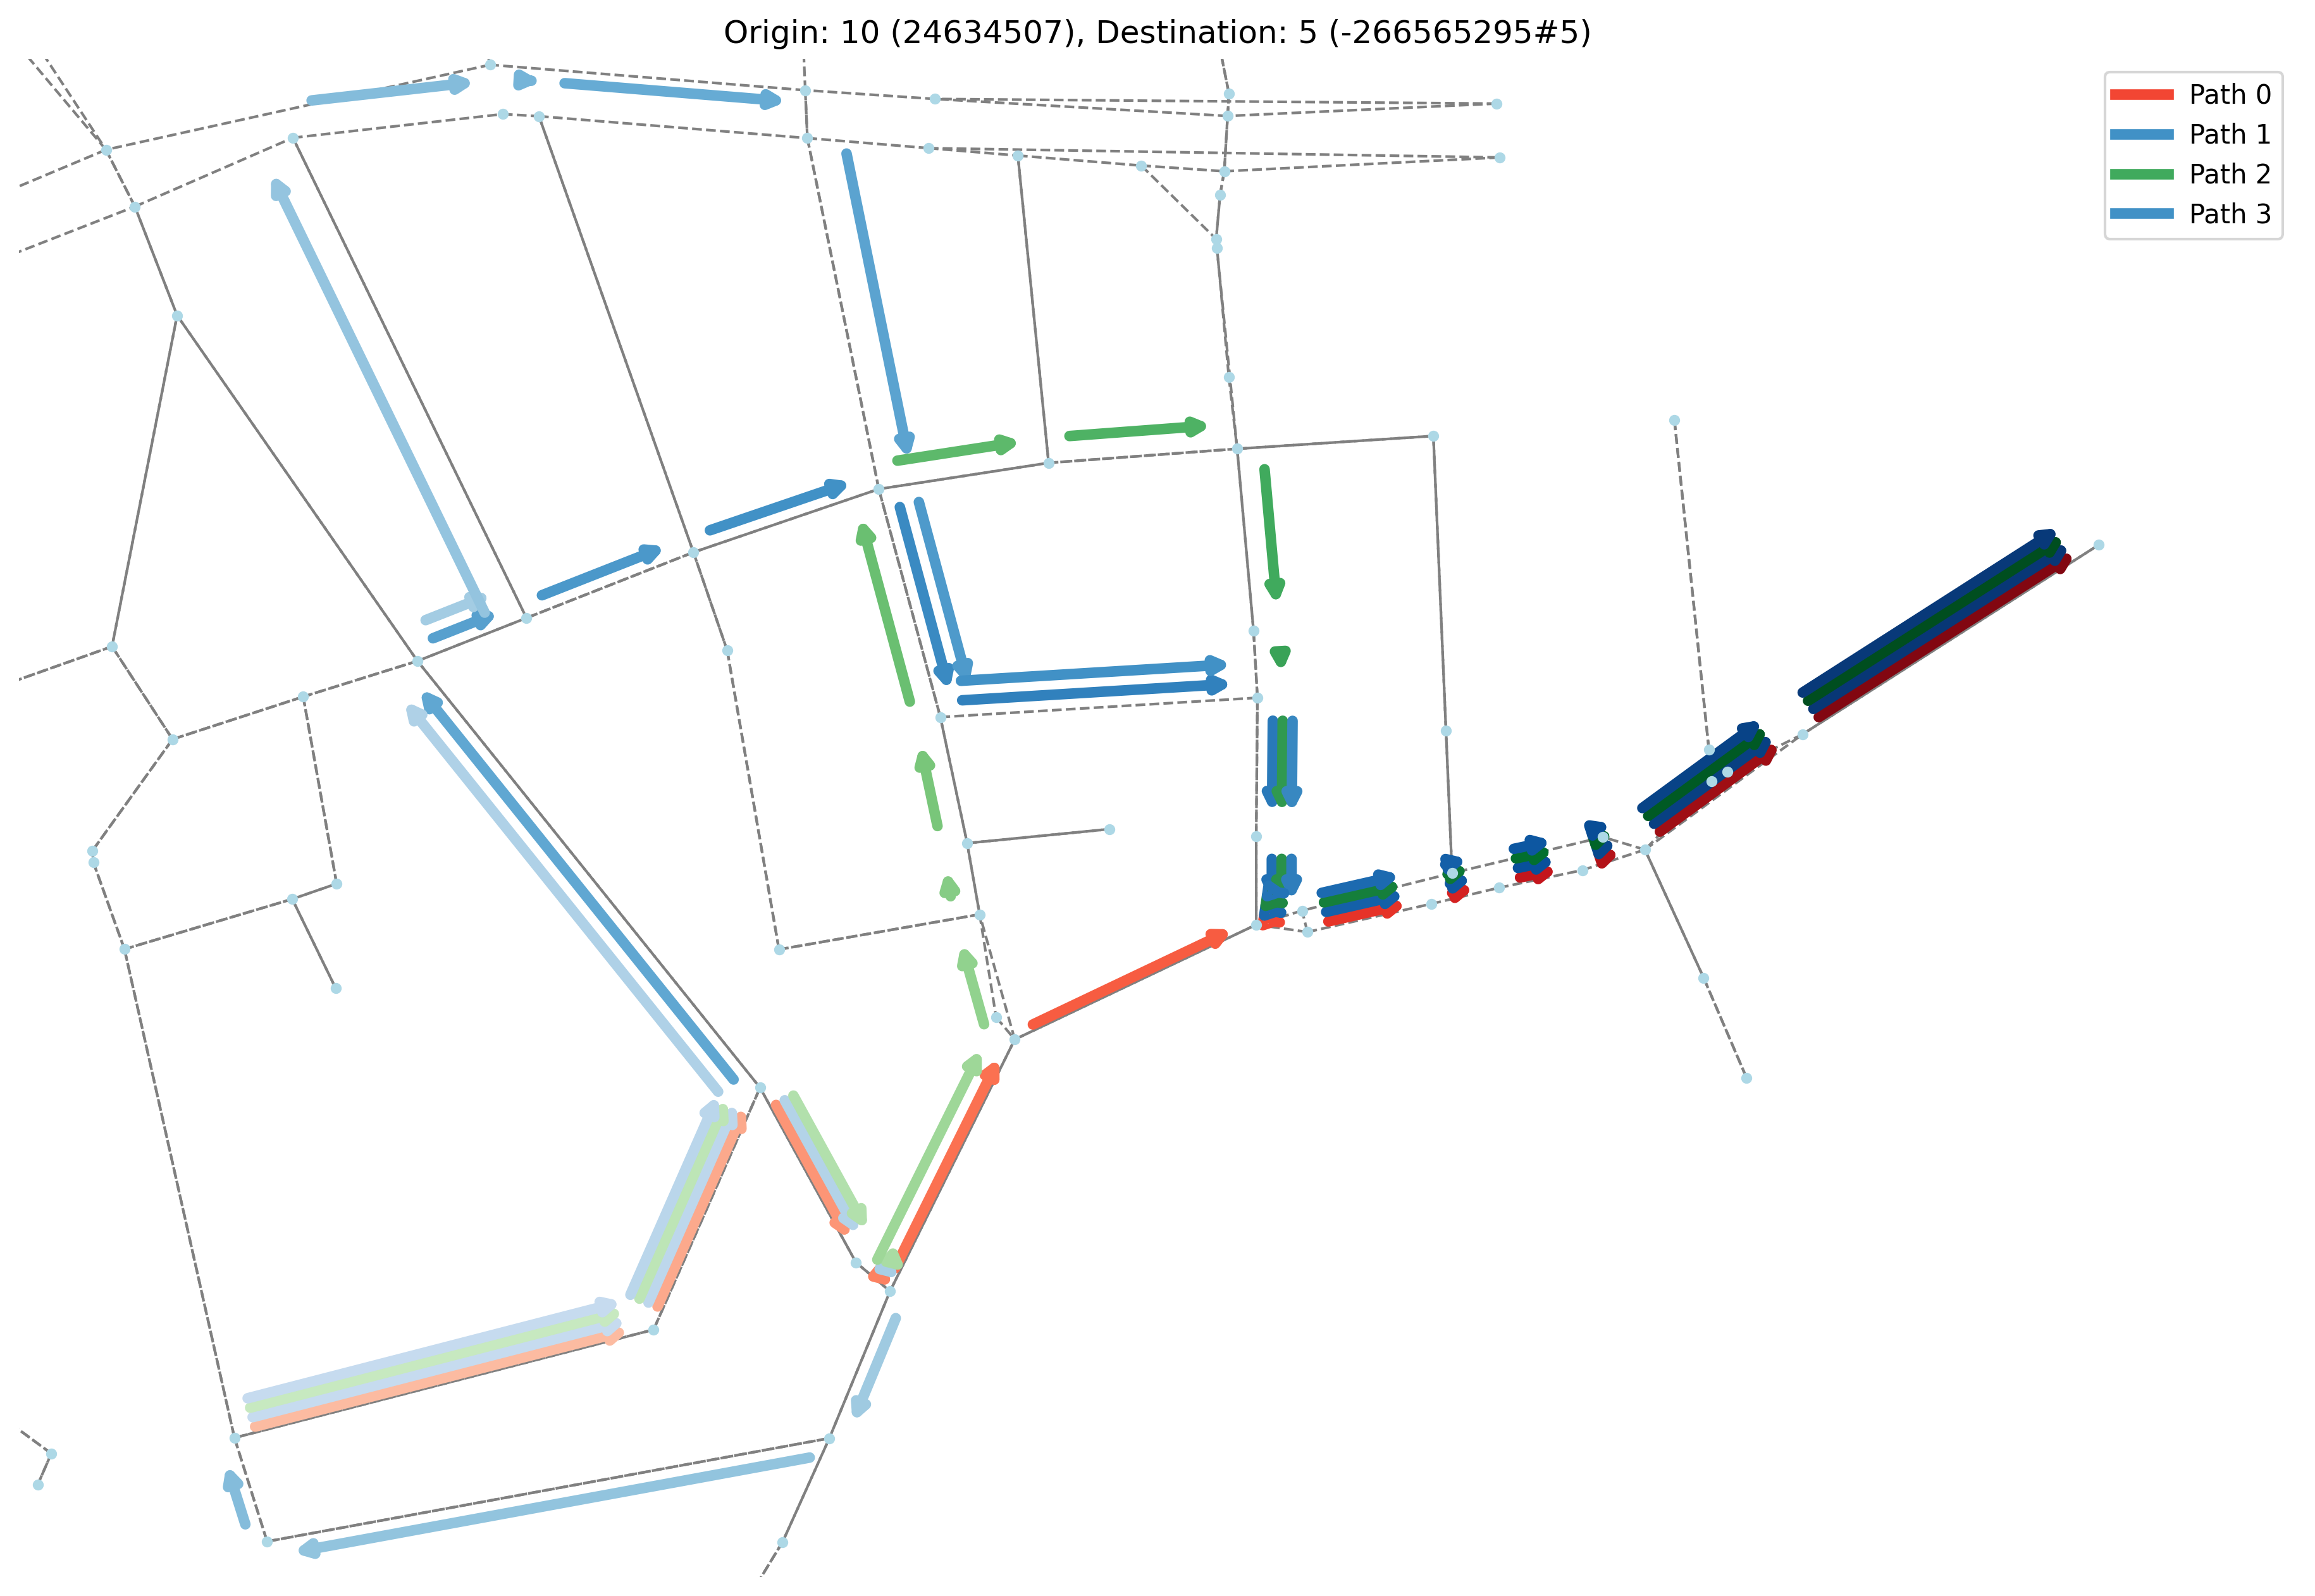 Origin: 10 (24634507), Destination: 5 (-266565295#5)
Path 0
Path 1
Path 2
Path 3